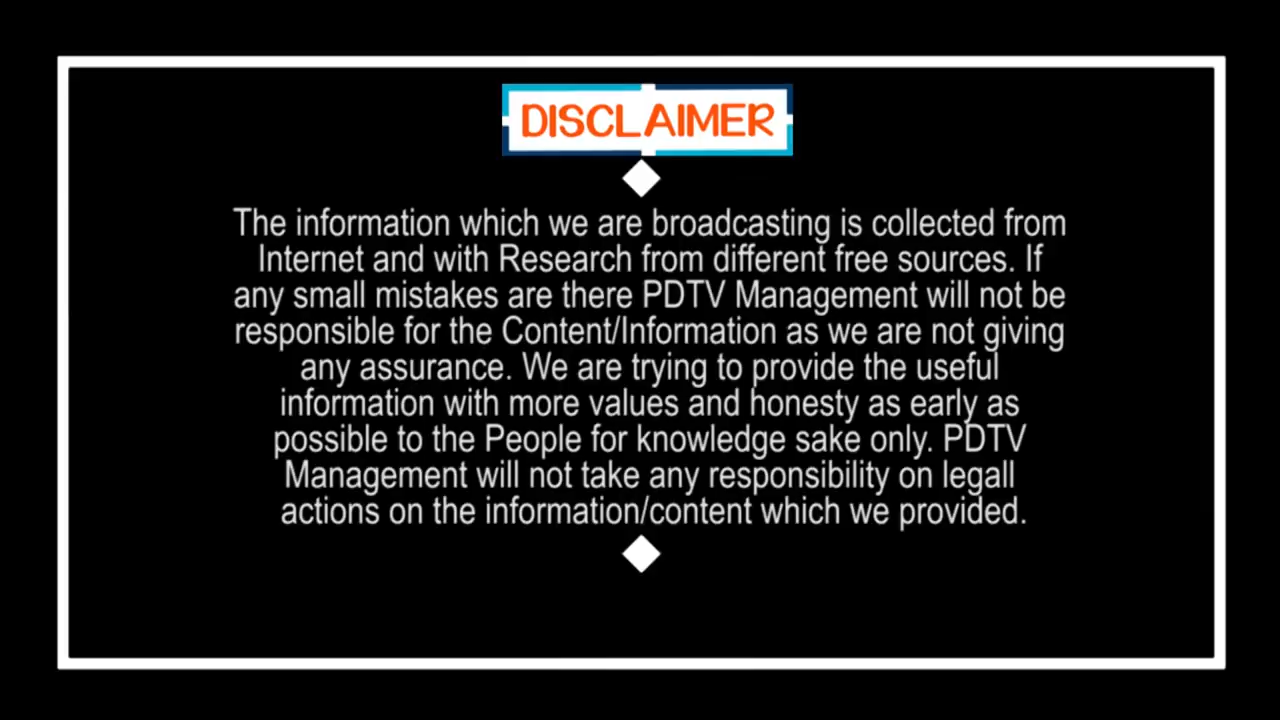 DISCLAIMER
The information which we are broadcasting is collected from
Internet and with Research from different free sources. If
any small mistakes are there PDTV Management will not be
responsible for the Content/Information as we are not giving
any assurance. We are trying to provide the useful
information with more values and honesty as early as
possible to the People for knowledge sake only. PDTV
Management will not take any responsibility on legall
actions on the information/content which we provided.